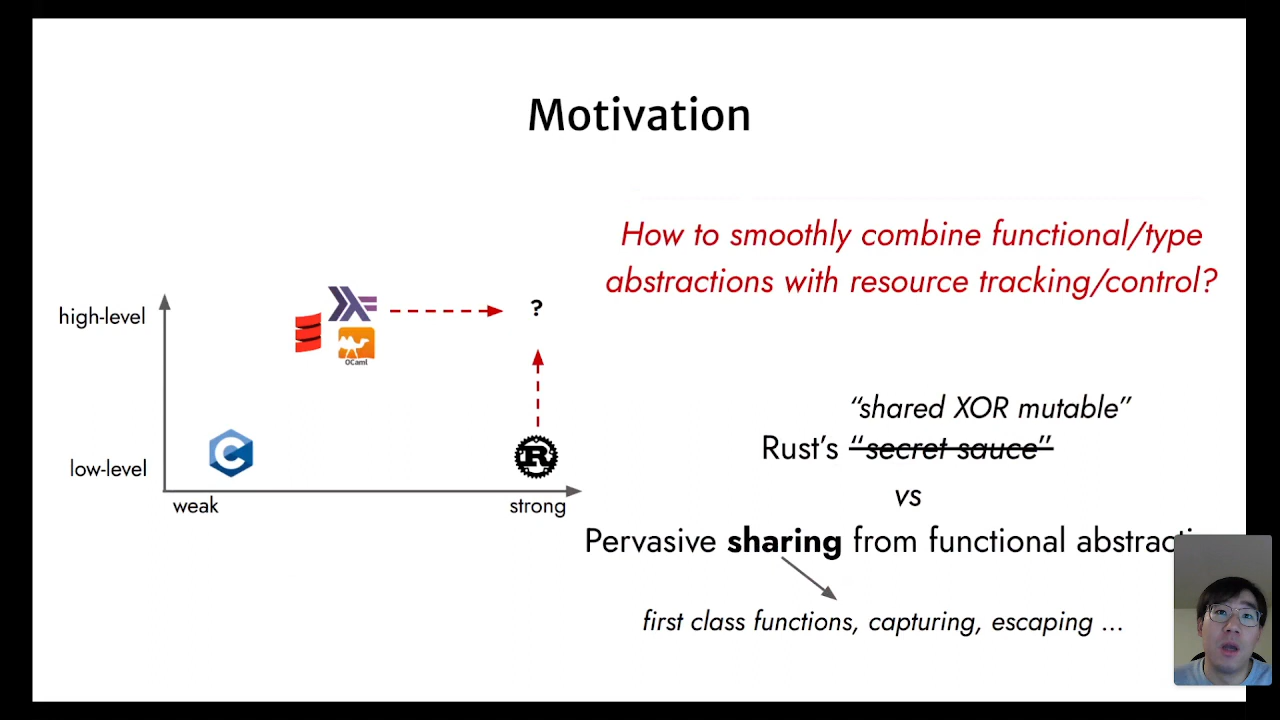 Motivation
How to smoothly combine functional/type
abstractions with resource tracking/control?
high-level
?
OCaml
low-level
weak
strong
"shared XOR mutable"
Rust's "secret sauce"
vs
Pervasive sharing from functional
first class functions, capturing, escaping ...